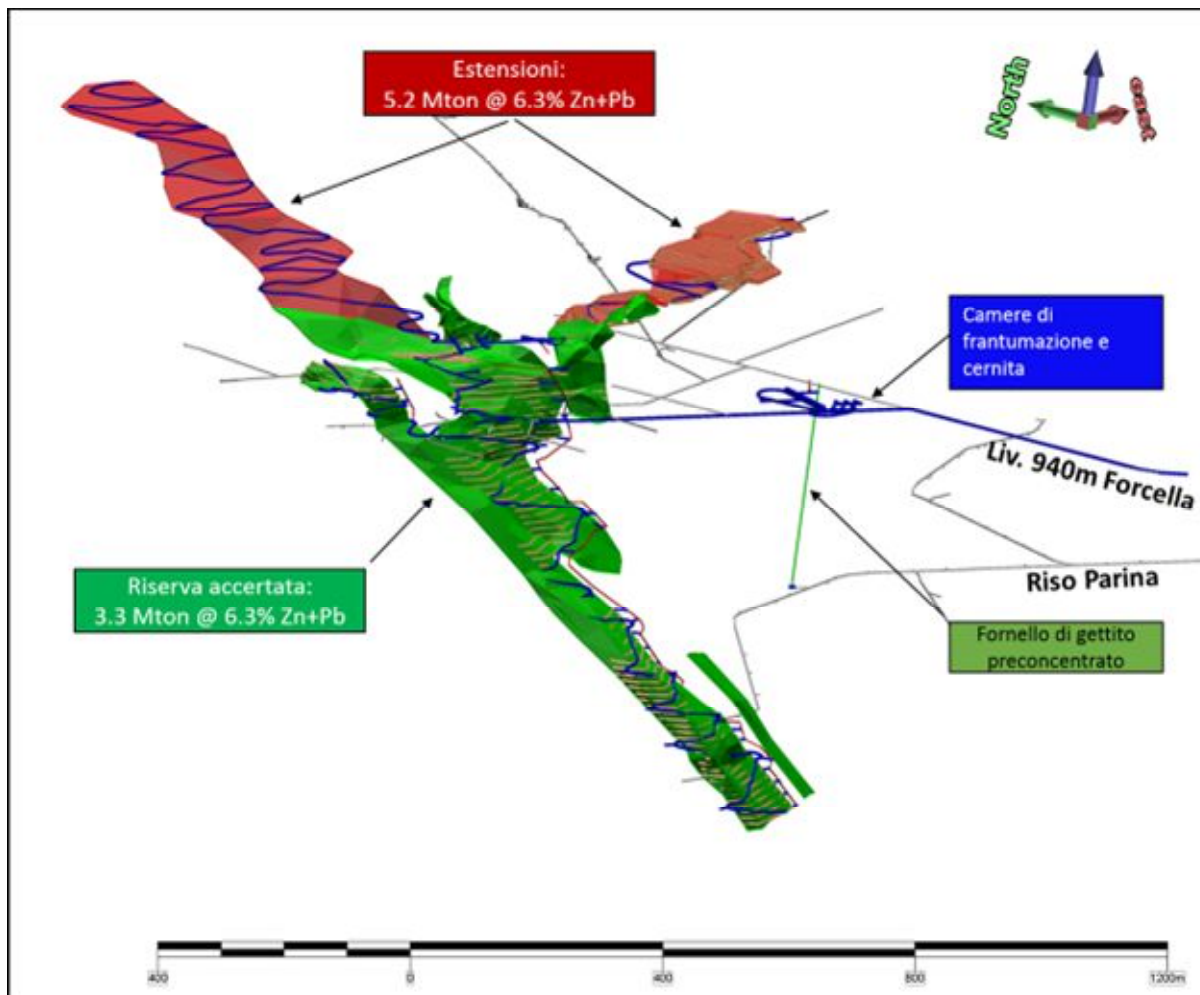 Estensioni:
5.2 Mton @ 6.3% Zn+Pb
North
east
Camere di
frantumazione e
cernita
Liv. 940m Forcella
Riso Parina
Riserva accertata:
3.3 Mton @ 6.3% Zn+Pb
Fornello di gettito
preconcentrato
400
0
400
800
1200m